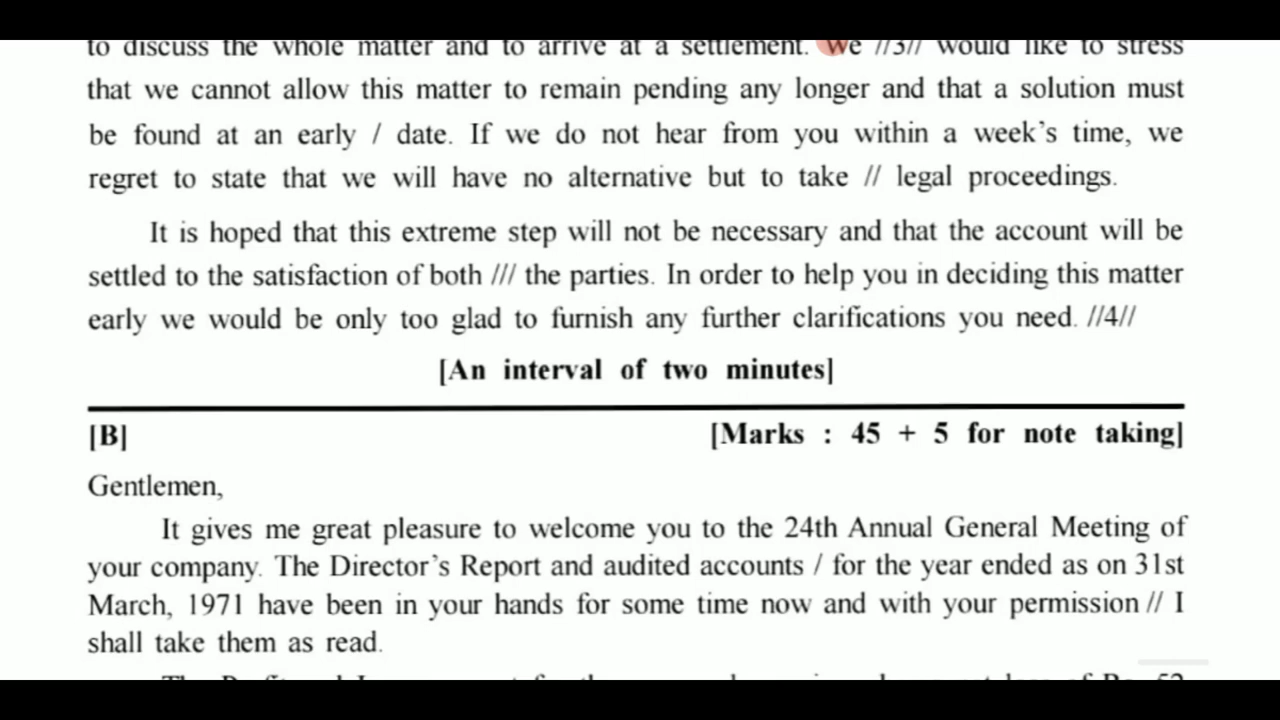 to discuss the whole matter and to arrive at a settlement. We //3// would like to stress
that we cannot allow this matter to remain pending any longer and that a solution must
be found at an early / date. If we do not hear from you within a week's time, we
regret to state that we will have no alternative but to take // legal proceedings.
It is hoped that this extreme step will not be necessary and that the account will be
settled to the satisfaction of both /// the parties. In order to help you in deciding this matter
early we would be only too glad to furnish any further clarifications you need. //4//
[An interval of two minutes]
[B] [Marks : 45 + 5 for note taking]
Gentlemen,
It gives me great pleasure to welcome you to the 24th Annual General Meeting of
your company. The Director's Report and audited accounts / for the year ended as on 31st
March, 1971 have been in your hands for some time now and with your permission // I
shall take them as read.